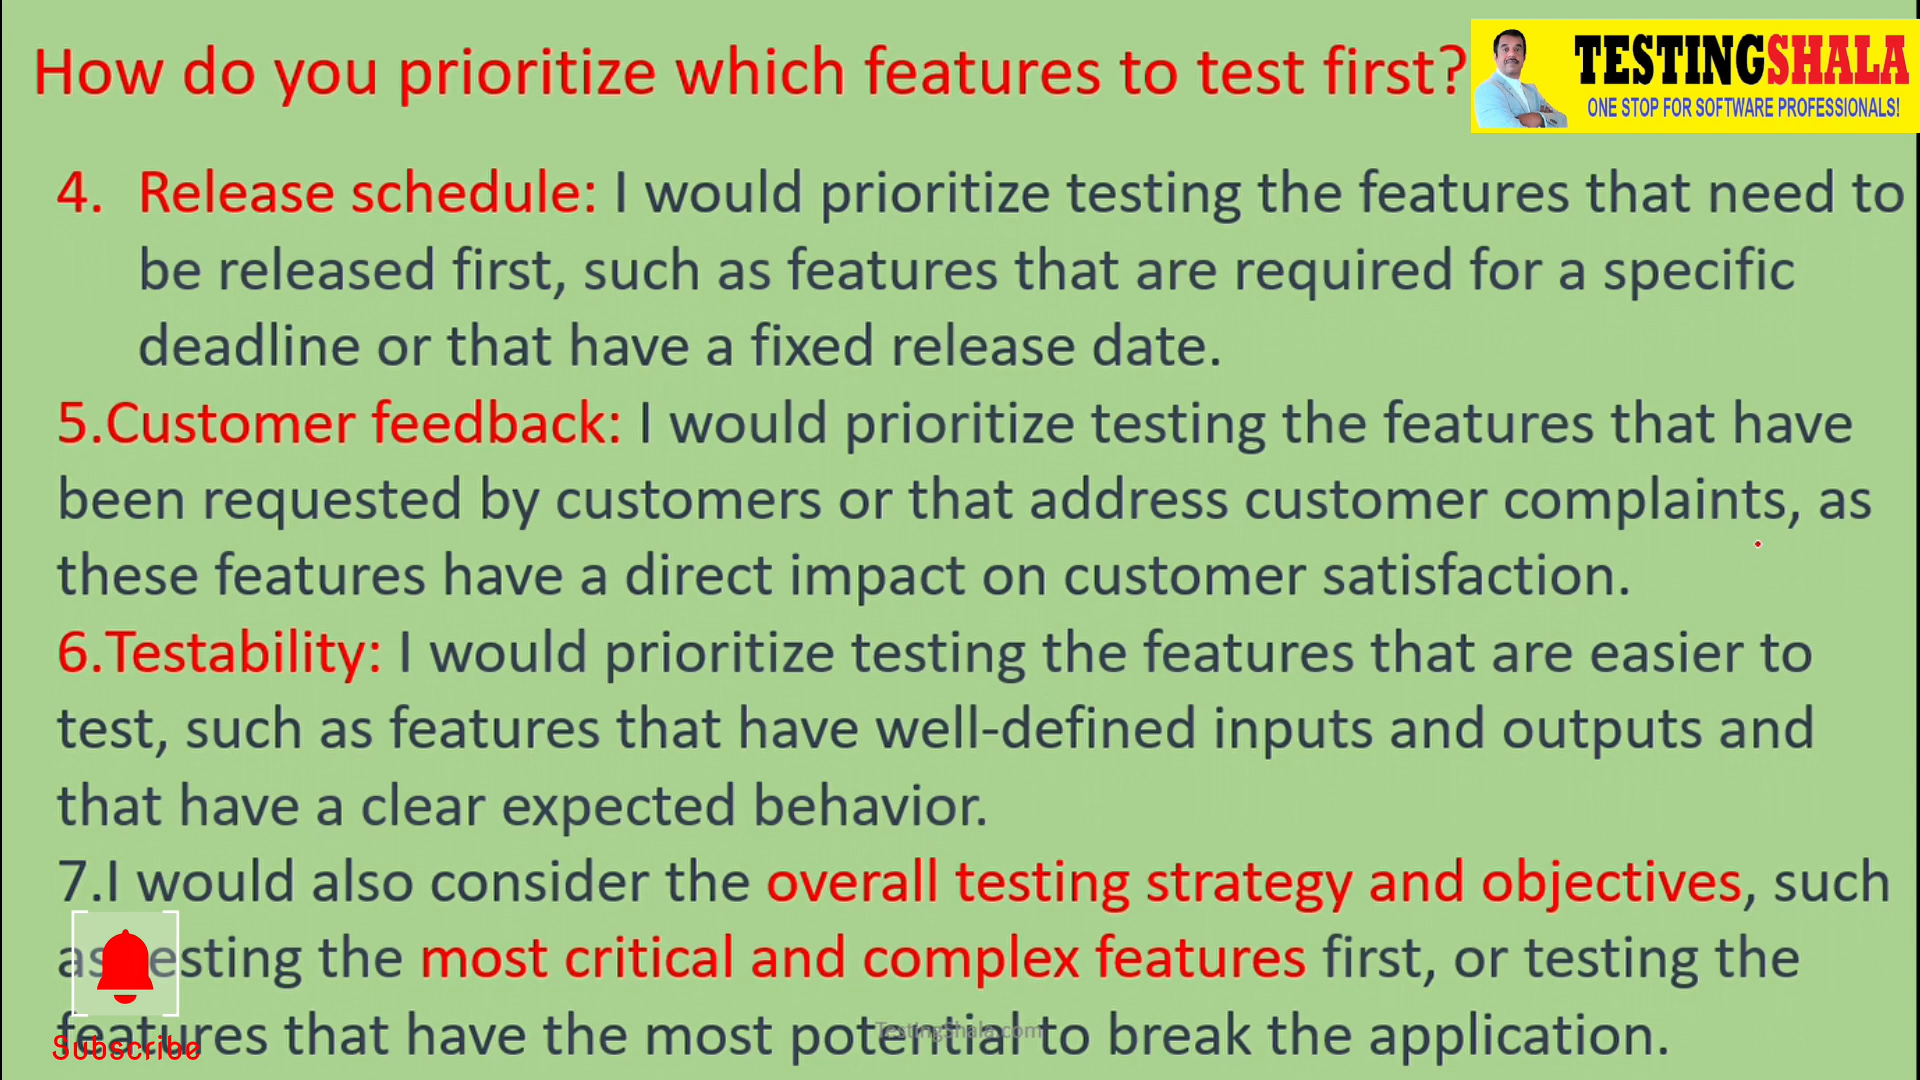 How do you prioritize which features to test first?
TESTINGSHALA
ONE STOP FOR SOFTWARE PROFESSIONALS!
4. Release schedule: I would prioritize testing the features that need to
be released first, such as features that are required for a specific
deadline or that have a fixed release date.
5.Customer feedback: I would prioritize testing the features that have
been requested by customers or that address customer complaints, as
these features have a direct impact on customer satisfaction.
6.Testability: I would prioritize testing the features that are easier to
test, such as features that have well-defined inputs and outputs and
that have a clear expected behavior.
7.I would also consider the overall testing strategy and objectives, such
as testing the most critical and complex features first, or testing the
features that have the most potential to break the application.
TestingShala.com
Subscribe